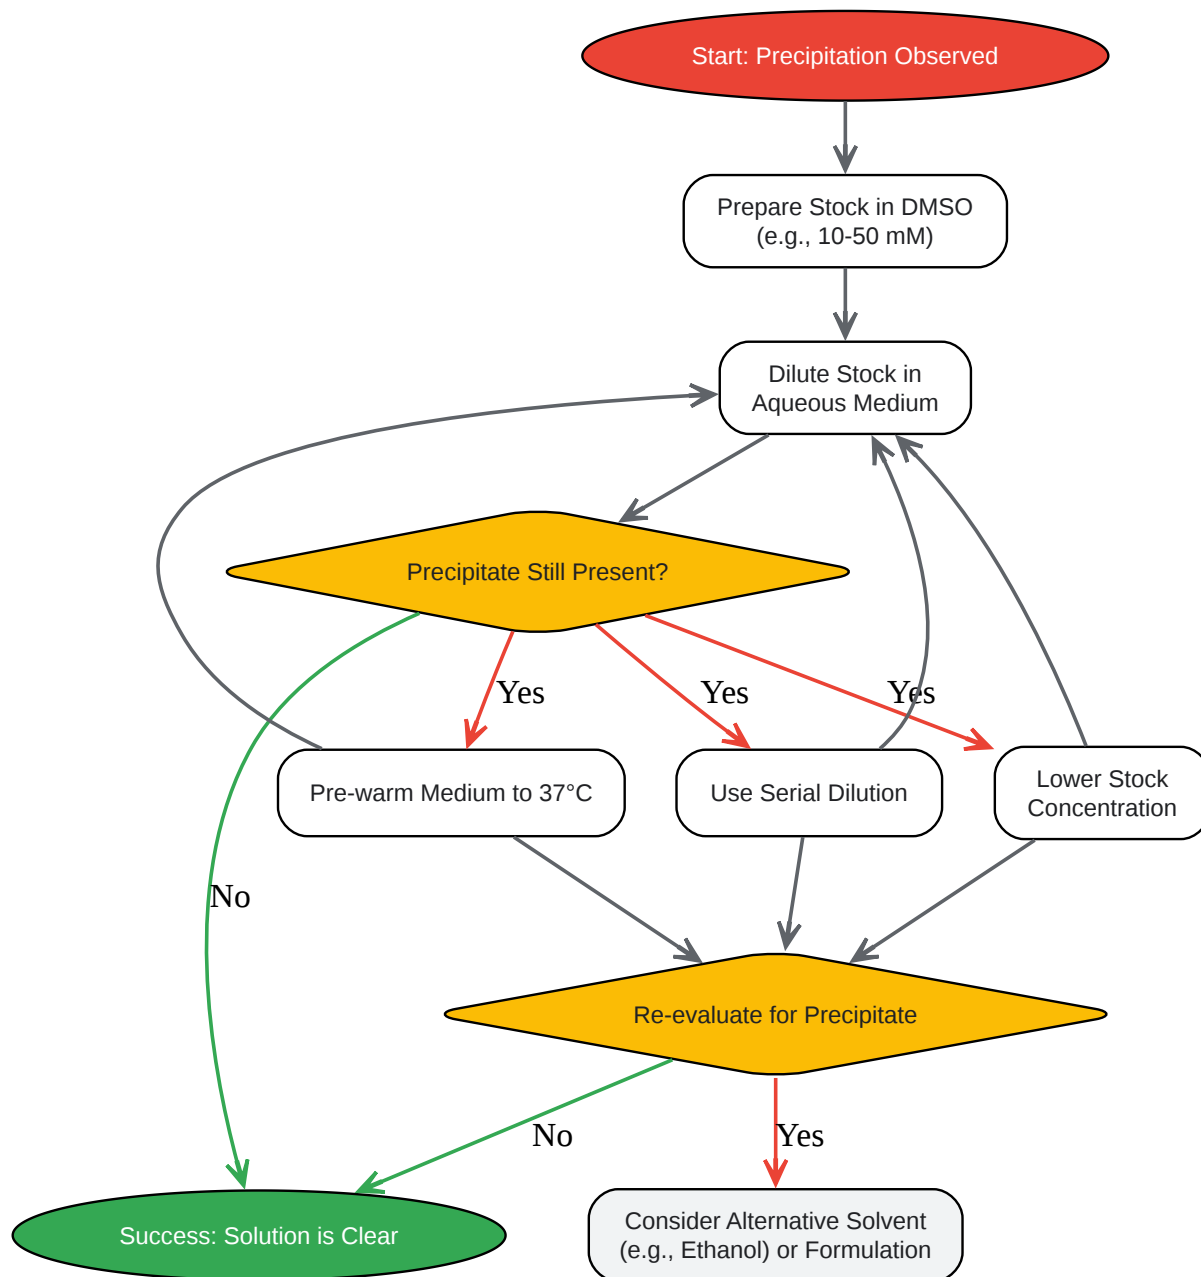 Start: Precipitation Observed
Prepare Stock in DMSO
(e.g., 10-50 mM)
Dilute Stock in
Aqueous Medium
Precipitate Still Present?
Yes
Yes
Yes
Pre-warm Medium to 37°C
Use Serial Dilution
Lower Stock
Concentration
No
Re-evaluate for Precipitate
No
Yes
Success: Solution is Clear
Consider Alternative Solvent
(e.g., Ethanol) or Formulation